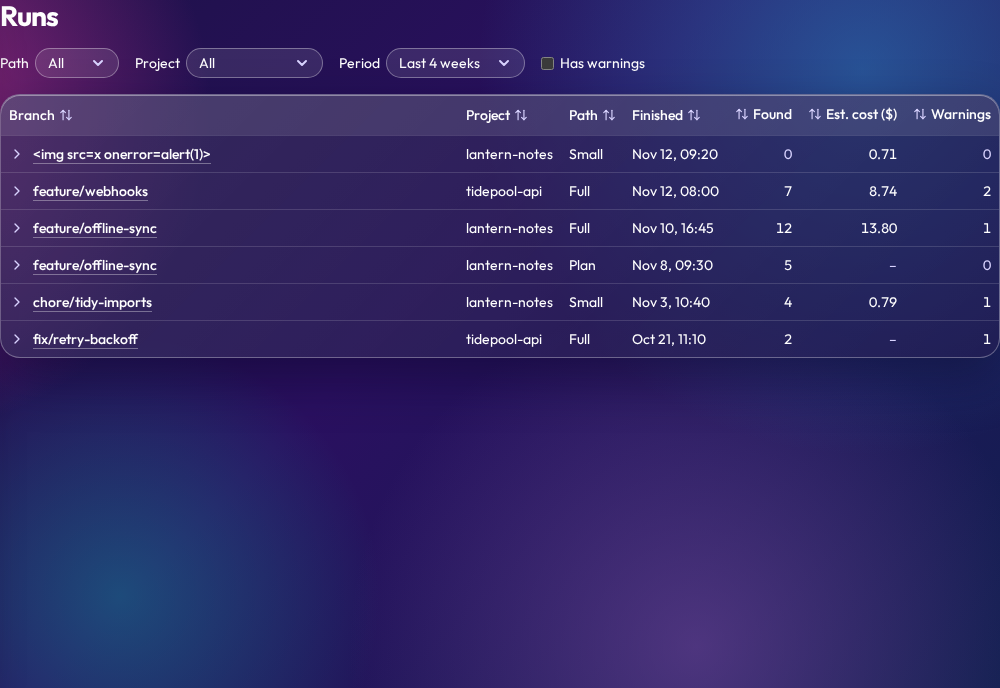 Runs
Path All Project All Period Last 4 weeks Has warnings
Branch Project Path Finished Found Est. cost ($) Warnings
<img src=x onerror=alert(1)> lantern-notes Small Nov 12, 09:20 0 0.71 0
feature/webhooks tidepool-api Full Nov 12, 08:00 7 8.74 2
feature/offline-sync lantern-notes Full Nov 10, 16:45 12 13.80 1
feature/offline-sync lantern-notes Plan Nov 8, 09:30 5 – 0
chore/tidy-imports lantern-notes Small Nov 3, 10:40 4 0.79 1
fix/retry-backoff tidepool-api Full Oct 21, 11:10 2 – 1